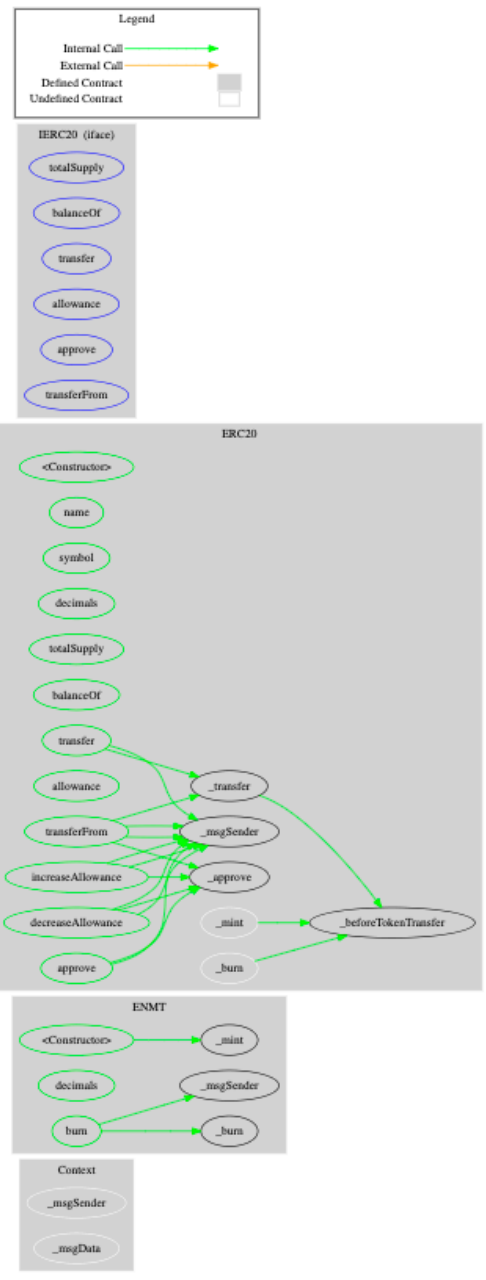 Legend
Internal Call
External Call
Defined Contract
Undefined Contract
IERC20 (iface)
totalSupply
balanceOf
transfer
allowance
approve
transferFrom
ERC20
<Constructor>
name
symbol
decimals
totalSupply
balanceOf
transfer
allowance _transfer
transferFrom _msgSender
increaseAllowance _approve
decreaseAllowance _mint _beforeTokenTransfer
approve _burn
ENMT
<Constructor> _mint
decimals _msgSender
burn _burn
Context
_msgSender
_msgData